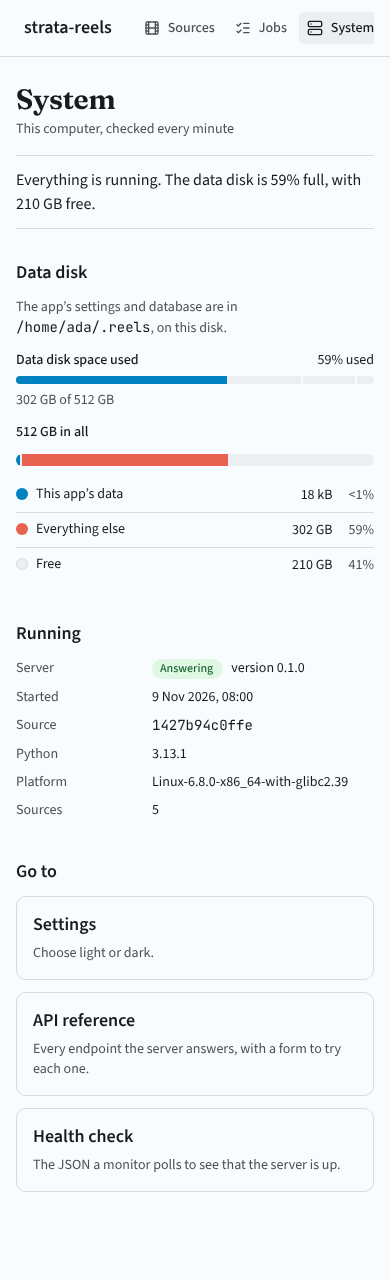 strata-reels
Sources
Jobs
System
System
This computer, checked every minute
Everything is running. The data disk is 59% full, with
210 GB free.
Data disk
The app’s settings and database are in
/home/ada/.reels, on this disk.
Data disk space used 59% used
302 GB of 512 GB
512 GB in all
This app’s data 18 kB <1%
Everything else 302 GB 59%
Free 210 GB 41%
Running
Server Answering version 0.1.0
Started 9 Nov 2026, 08:00
Source 1427b94c0ffe
Python 3.13.1
Platform Linux-6.8.0-x86_64-with-glibc2.39
Sources 5
Go to
Settings
Choose light or dark.
API reference
Every endpoint the server answers, with a form to try
each one.
Health check
The JSON a monitor polls to see that the server is up.